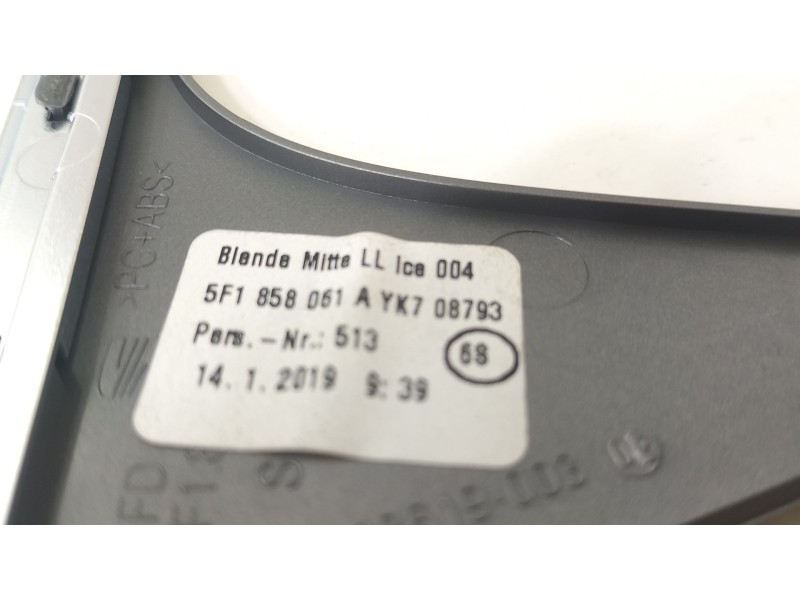 >PC+ABS<
Blende Mitte LL Ice 004
5F1 858 061 A YK7 08793
Pers.-Nr.: 513
6S
14.1.2019 9:39
FD
S